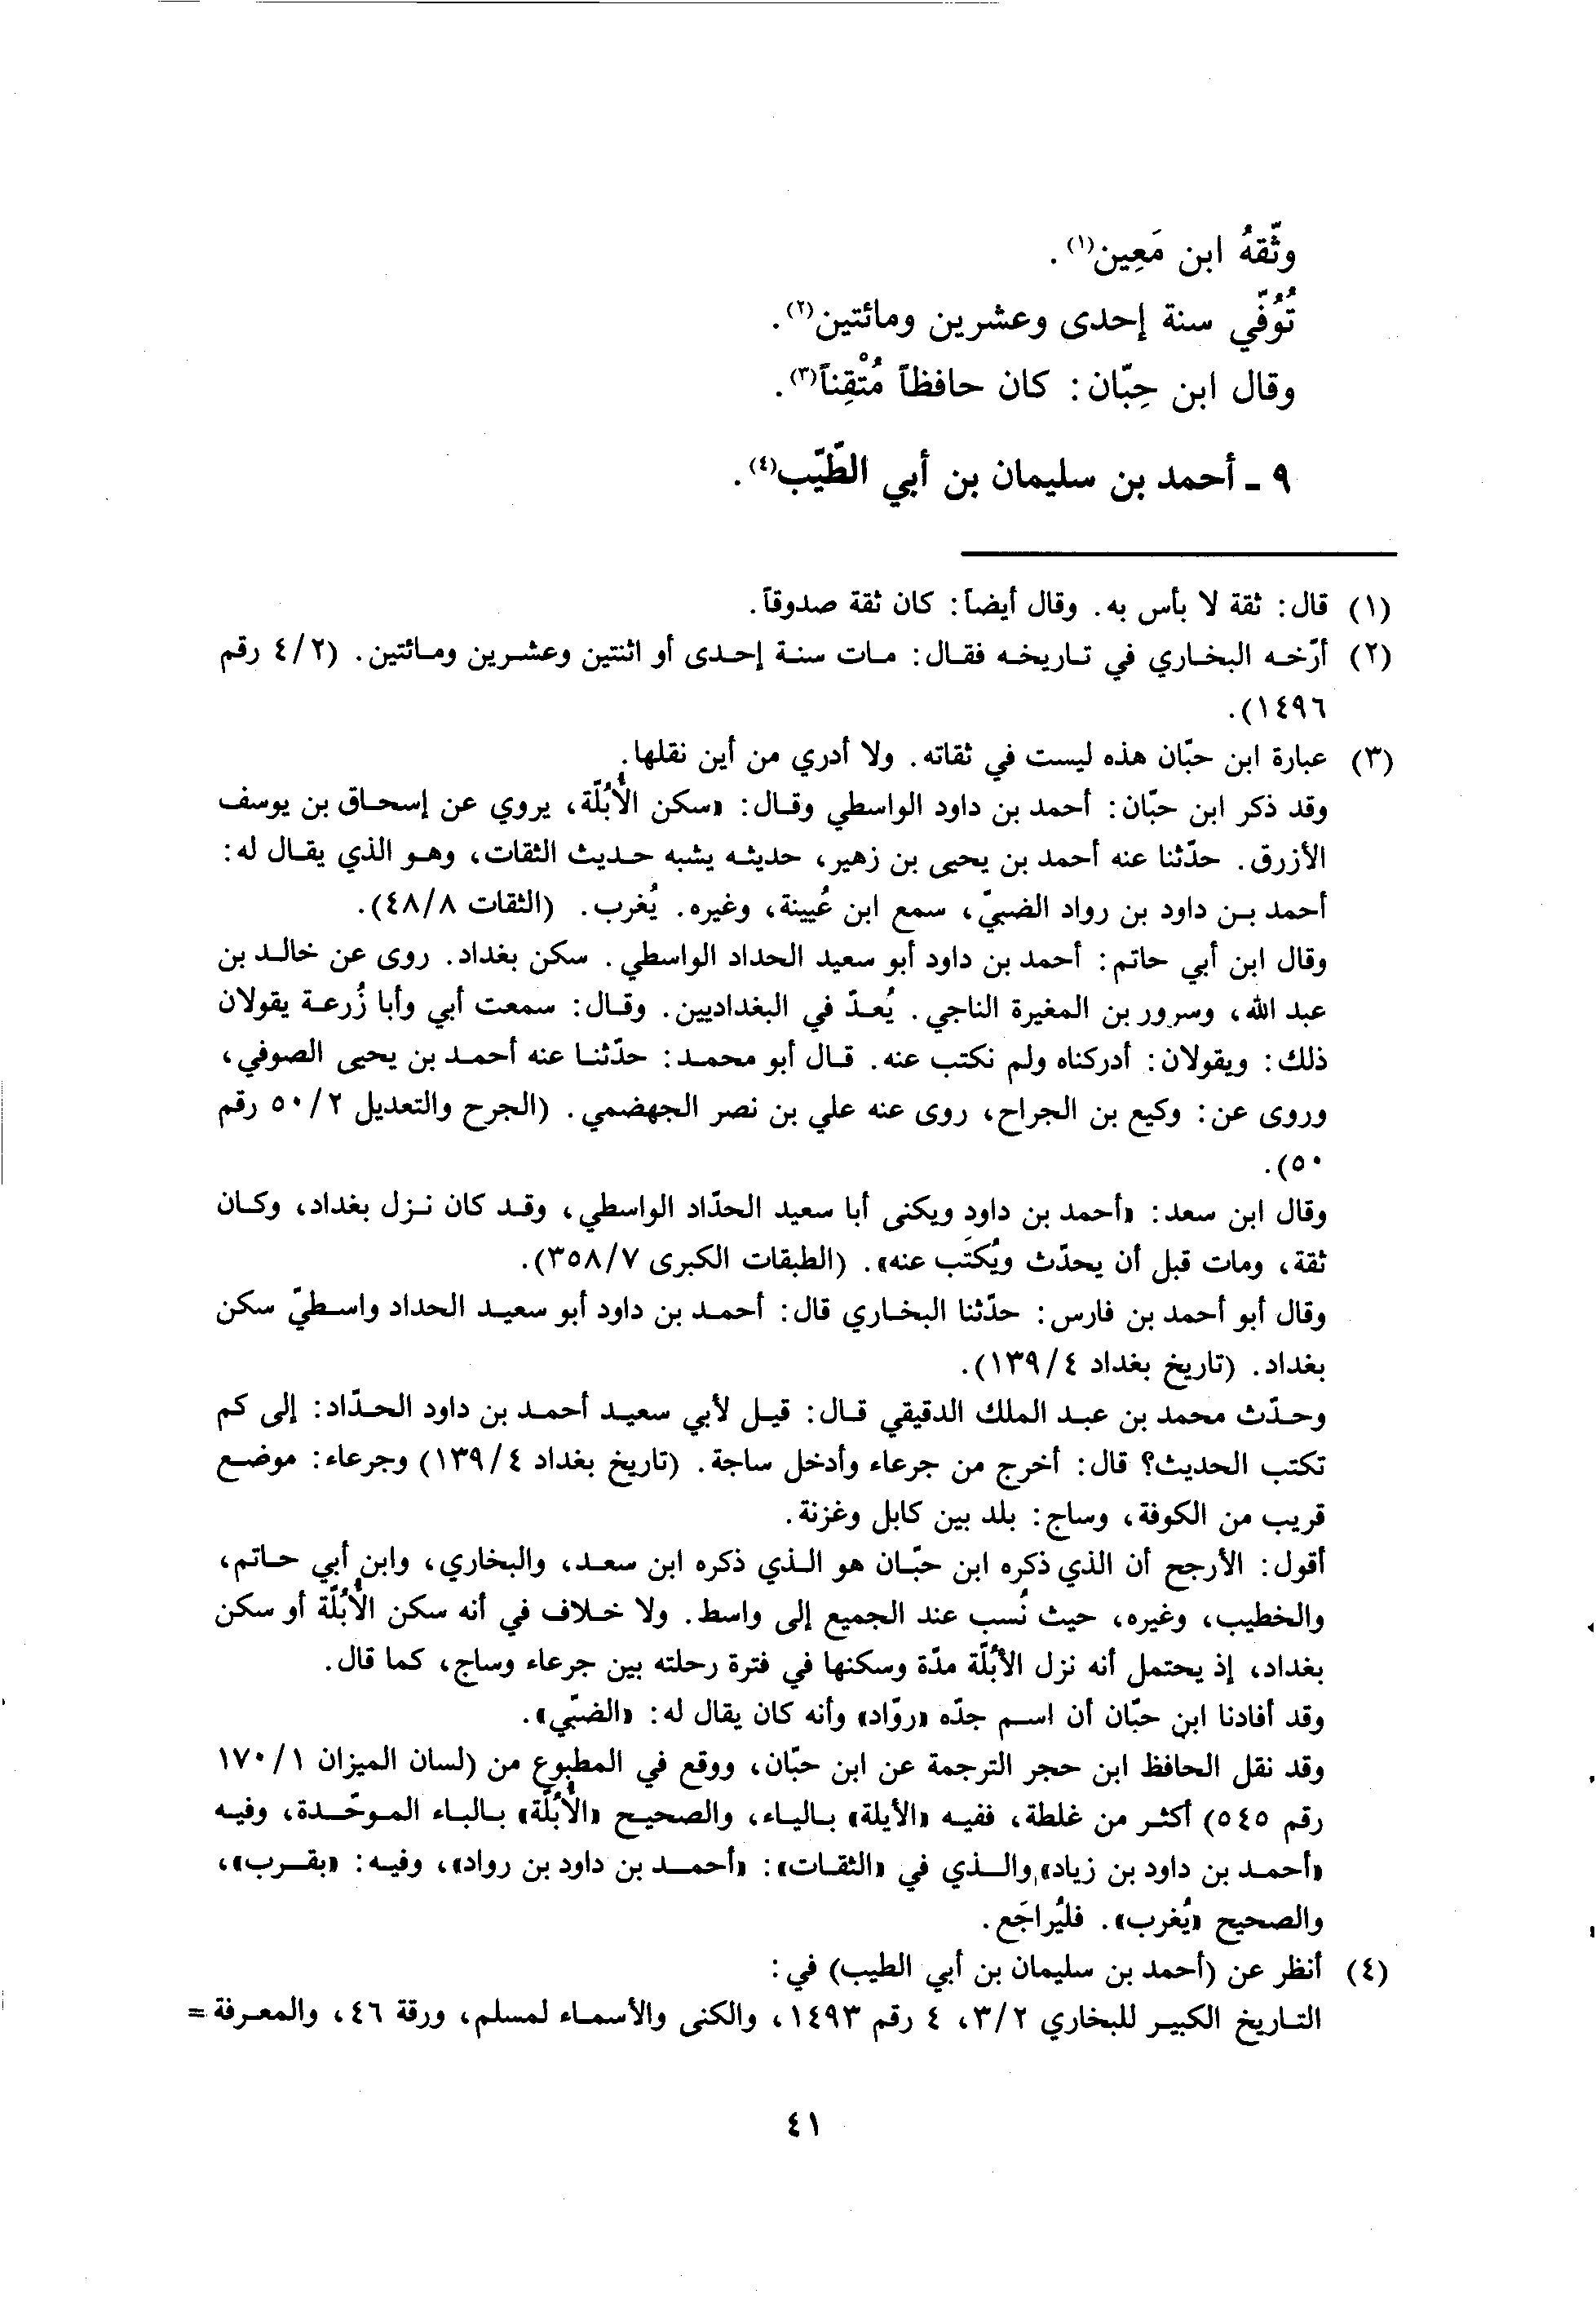 وثّقهُ ابن مَعِين(١).
تُوُفّي سنة إحدى وعشرين ومائتين(٢).
وقال ابن حِبّان: كان حافظاً مُتْقِناً(٣).
٩ - أحمد بن سليمان بن أبي الطّيّب(٤).
(١) قال: ثقة لا بأس به. وقال أيضاً: كان ثقة صدوقاً.
(٢) أرّخه البخاري في تاريخه فقال: مات سنة إحدى أو اثنتين وعشرين ومائتين. (٤/٢ رقم
١٤٩٦).
(٣) عبارة ابن حبّان هذه ليست في ثقاته. ولا أدري من أين نقلها.
وقد ذكر ابن حبّان: أحمد بن داود الواسطي وقال: «سكن الأُبُلّة، يروي عن إسحاق بن يوسف
الأزرق. حدّثنا عنه أحمد بن يحيى بن زهير، حديثه يشبه حديث الثقات، وهو الذي يقال له:
أحمد بن داود بن رواد الضبيّ، سمع ابن عُيينة، وغيره. يُغرب. (الثقات ٤٨/٨).
وقال ابن أبي حاتم: أحمد بن داود أبو سعيد الحداد الواسطي. سكن بغداد. روى عن خالد بن
عبد الله، وسرور بن المغيرة الناجي. يُعدّ في البغداديين. وقال: سمعت أبي وأبا زُرعة يقولان
ذلك: ويقولان: أدركناه ولم نكتب عنه. قال أبو محمد: حدّثنا عنه أحمد بن يحيى الصوفي،
وروى عن: وكيع بن الجراح، روى عنه علي بن نصر الجهضمي. (الجرح والتعديل ٥٠/٢ رقم
٥٠).
وقال ابن سعد: «أحمد بن داود ويكنى أبا سعيد الحدّاد الواسطي، وقد كان نزل بغداد، وكان
ثقة، ومات قبل أن يحدّث ويُكتَب عنه». (الطبقات الكبرى ٣٥٨/٧).
وقال أبو أحمد بن فارس: حدّثنا البخاري قال: أحمد بن داود أبو سعيد الحداد واسطيّ سكن
بغداد. (تاريخ بغداد ١٣٩/٤).
وحدّث محمد بن عبد الملك الدقيقي قال: قيل لأبي سعيد أحمد بن داود الحدّاد: إلى كم
تكتب الحديث؟ قال: أخرج من جرعاء وأدخل ساجة. (تاريخ بغداد ١٣٩/٤) وجرعاء: موضع
قريب من الكوفة، وساج: بلد بين كابل وغزنة.
أقول: الأرجح أن الذي ذكره ابن حبّان هو الذي ذكره ابن سعد، والبخاري، وابن أبي حاتم،
والخطيب، وغيره، حيث نُسب عند الجميع إلى واسط. ولا خلاف في أنه سكن الأُبُلّة أو سكن
بغداد، إذ يحتمل أنه نزل الأبُلّة مدّة وسكنها في فترة رحلته بين جرعاء وساج، كما قال.
وقد أفادنا ابن حبّان أن اسم جدّه «روّاد» وأنه كان يقال له: «الضبّي».
وقد نقل الحافظ ابن حجر الترجمة عن ابن حبّان، ووقع في المطبوع من (لسان الميزان ١٧٠/١
رقم ٥٤٥) أكثر من غلطة، ففيه «الأيلة» بالياء، والصحيح «الأُبُلّة» بالباء الموحّدة، وفيه
«أحمد بن داود بن زياد» والذي في «الثقات»: «أحمد بن داود بن رواد»، وفيه: «بقرب»،
والصحيح «يُغرب». فليُراجَع.
(٤) أنظر عن (أحمد بن سليمان بن أبي الطيب) في:
التاريخ الكبير للبخاري ٣/٢، ٤ رقم ١٤٩٣، والكنى والأسماء لمسلم، ورقة ٤٦، والمعرفة =
٤١